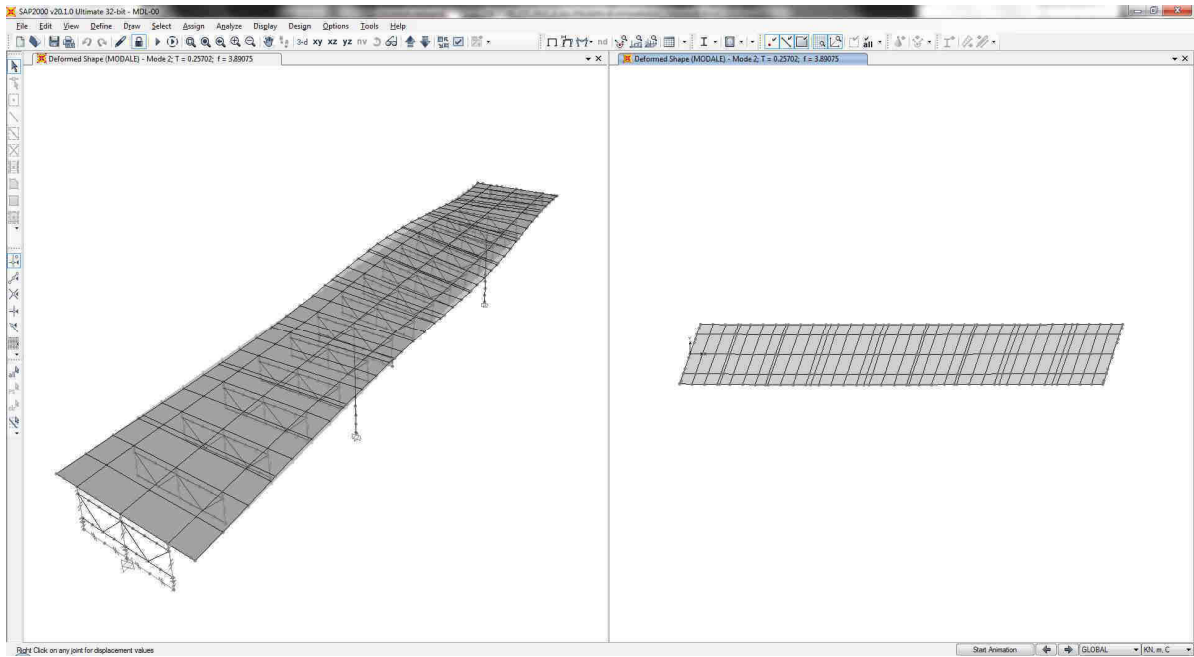 SAP2000 v20.1.0 Ultimate 32-bit - MDL-00
File Edit View Define Draw Select Assign Analyze Display Design Options Tools Help
3-d xy xz yz nv nd all
Deformed Shape (MODALE) - Mode 2; T = 0.25702; f = 3.89075
Deformed Shape (MODALE) - Mode 2; T = 0.25702; f = 3.89075
Right Click on any joint for displacement values
Start Animation GLOBAL KN, m, C